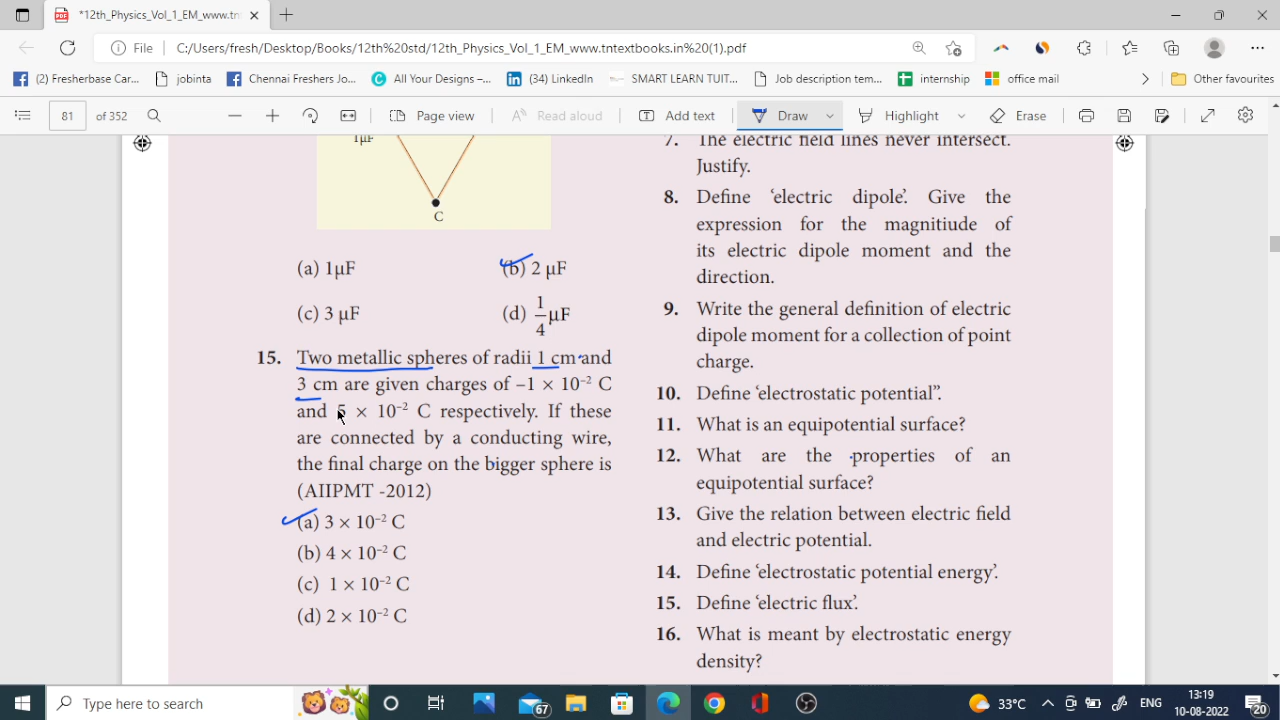 *12th_Physics_Vol_1_EM_www.tn
File
C:/Users/fresh/Desktop/Books/12th%20std/12th_Physics_Vol_1_EM_www.tntextbooks.in%20(1).pdf
(2) Fresherbase Car...
jobinta
Chennai Freshers Jo...
All Your Designs –...
(34) LinkedIn
SMART LEARN TUIT...
Job description tem...
internship
office mail
Other favourites
81 of 352
Page view
Read aloud
Add text
Draw
Highlight
Erase
1µF
C
(a) 1µF
(b) 2 µF
(c) 3 µF
(d) 1/4 µF
15. Two metallic spheres of radii 1 cm and
3 cm are given charges of –1 × 10⁻² C
and 5 × 10⁻² C respectively. If these
are connected by a conducting wire,
the final charge on the bigger sphere is
(AIIPMT -2012)
(a) 3 × 10⁻² C
(b) 4 × 10⁻² C
(c) 1 × 10⁻² C
(d) 2 × 10⁻² C
7. The electric field lines never intersect.
Justify.
8. Define ‘electric dipole’. Give the
expression for the magnitiude of
its electric dipole moment and the
direction.
9. Write the general definition of electric
dipole moment for a collection of point
charge.
10. Define ‘electrostatic potential”.
11. What is an equipotential surface?
12. What are the properties of an
equipotential surface?
13. Give the relation between electric field
and electric potential.
14. Define ‘electrostatic potential energy’.
15. Define ‘electric flux’.
16. What is meant by electrostatic energy
density?
Type here to search
67
33°C
ENG
13:19
10-08-2022
20